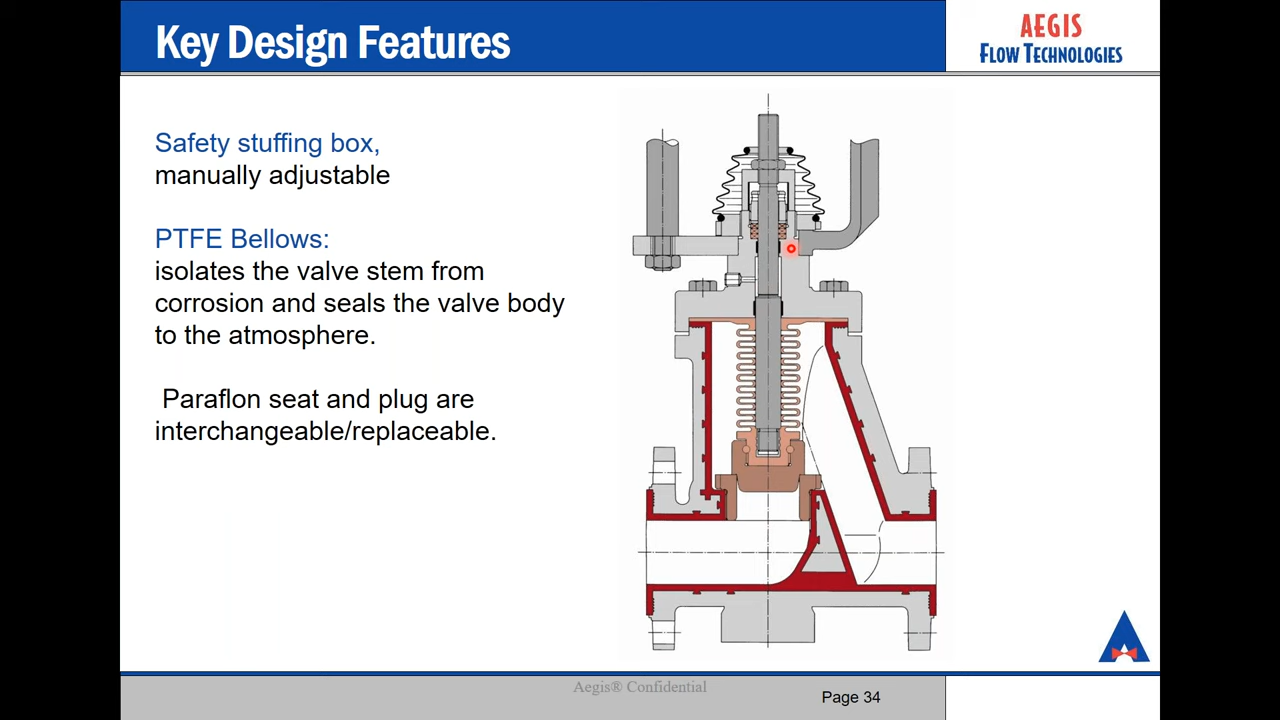 Key Design Features
AEGIS
FLOW TECHNOLOGIES
Safety stuffing box,
manually adjustable
PTFE Bellows:
isolates the valve stem from
corrosion and seals the valve body
to the atmosphere.
Paraflon seat and plug are
interchangeable/replaceable.
Aegis® Confidential
Page 34